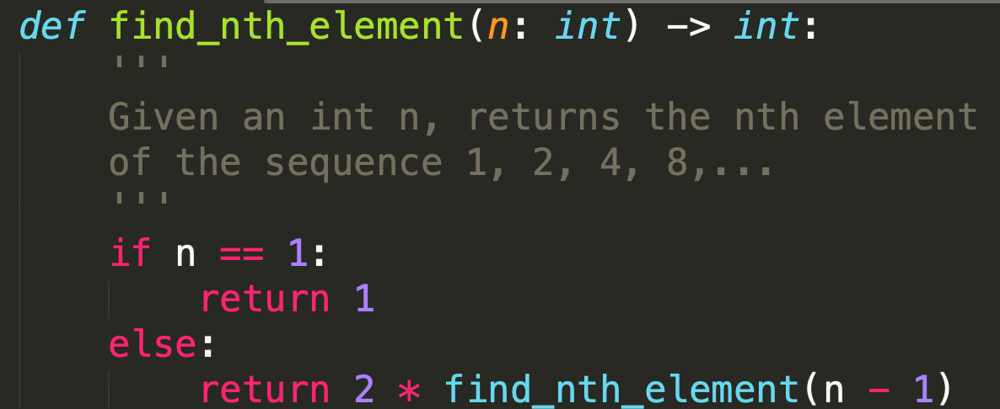 def find_nth_element(n: int) -> int:
    '''
    Given an int n, returns the nth element
    of the sequence 1, 2, 4, 8,...
    '''
    if n == 1:
        return 1
    else:
        return 2 * find_nth_element(n - 1)